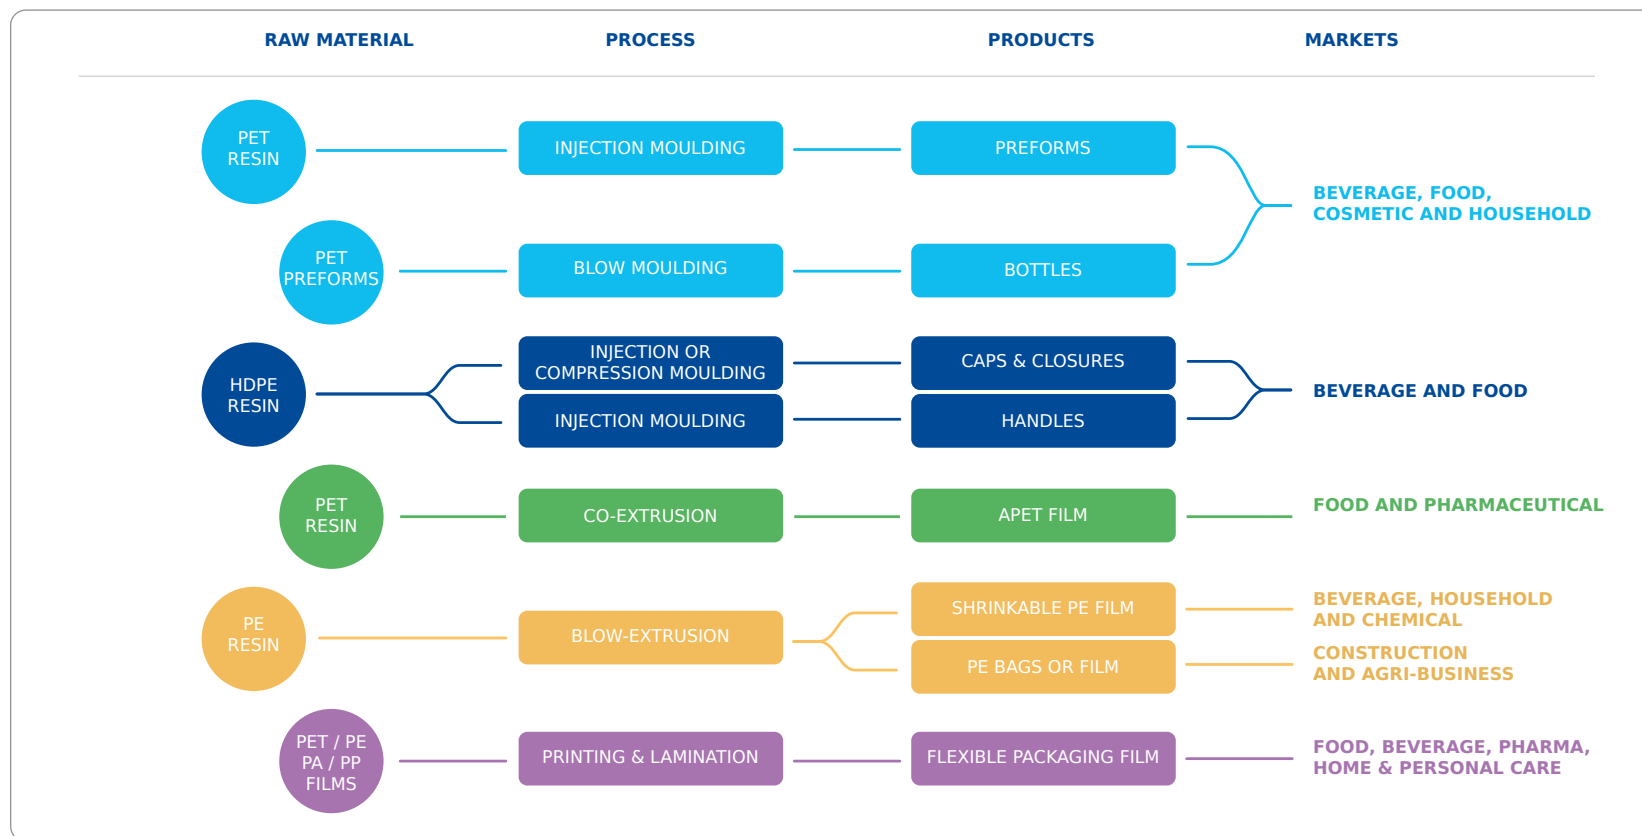 RAW MATERIAL PROCESS PRODUCTS MARKETS
PET
RESIN
INJECTION MOULDING
PREFORMS
BEVERAGE, FOOD,
COSMETIC AND HOUSEHOLD
PET
PREFORMS
BLOW MOULDING
BOTTLES
HDPE
RESIN
INJECTION OR
COMPRESSION MOULDING
CAPS & CLOSURES
INJECTION MOULDING
HANDLES
BEVERAGE AND FOOD
PET
RESIN
CO-EXTRUSION
APET FILM
FOOD AND PHARMACEUTICAL
PE
RESIN
BLOW-EXTRUSION
SHRINKABLE PE FILM
BEVERAGE, HOUSEHOLD
AND CHEMICAL
PE BAGS OR FILM
CONSTRUCTION
AND AGRI-BUSINESS
PET / PE
PA / PP
FILMS
PRINTING & LAMINATION
FLEXIBLE PACKAGING FILM
FOOD, BEVERAGE, PHARMA,
HOME & PERSONAL CARE